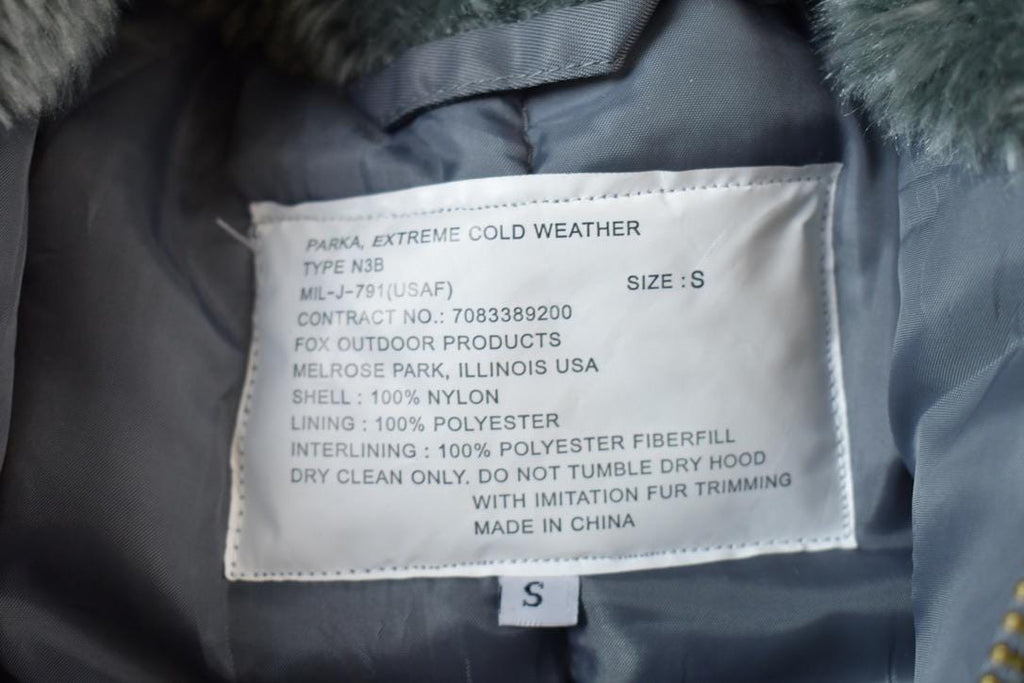 PARKA, EXTREME COLD WEATHER
TYPE N3B
MIL-J-791(USAF) SIZE : S
CONTRACT NO.: 7083389200
FOX OUTDOOR PRODUCTS
MELROSE PARK, ILLINOIS USA
SHELL : 100% NYLON
LINING : 100% POLYESTER
INTERLINING : 100% POLYESTER FIBERFILL
DRY CLEAN ONLY. DO NOT TUMBLE DRY HOOD
WITH IMITATION FUR TRIMMING
MADE IN CHINA
S